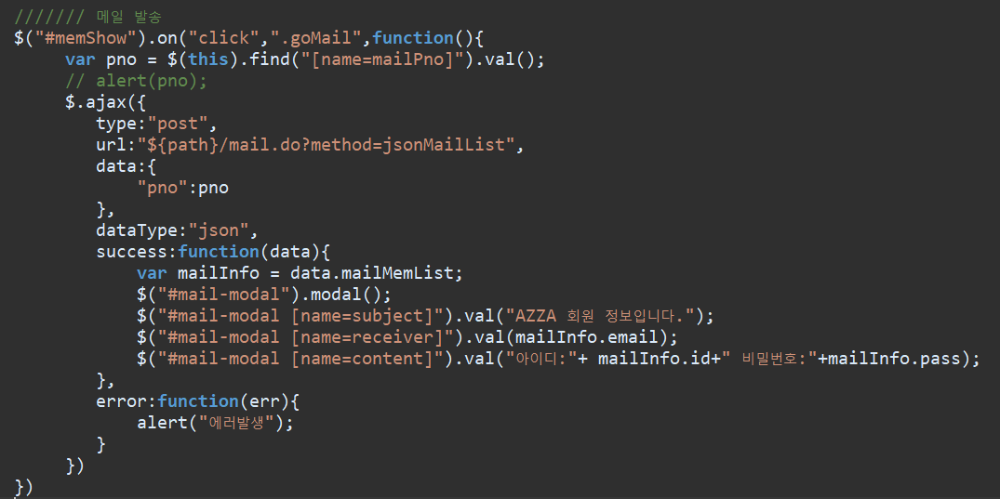 /////// 메일 발송
$("#memShow").on("click",".goMail",function(){
var pno = $(this).find("[name=mailPno]").val();
// alert(pno);
$.ajax({
type:"post",
url:"${path}/mail.do?method=jsonMailList",
data:{
"pno":pno
},
dataType:"json",
success:function(data){
var mailInfo = data.mailMemList;
$("#mail-modal").modal();
$("#mail-modal [name=subject]").val("AZZA 회원 정보입니다.");
$("#mail-modal [name=receiver]").val(mailInfo.email);
$("#mail-modal [name=content]").val("아이디:"+ mailInfo.id+" 비밀번호:"+mailInfo.pass);
},
error:function(err){
alert("에러발생");
}
})
})